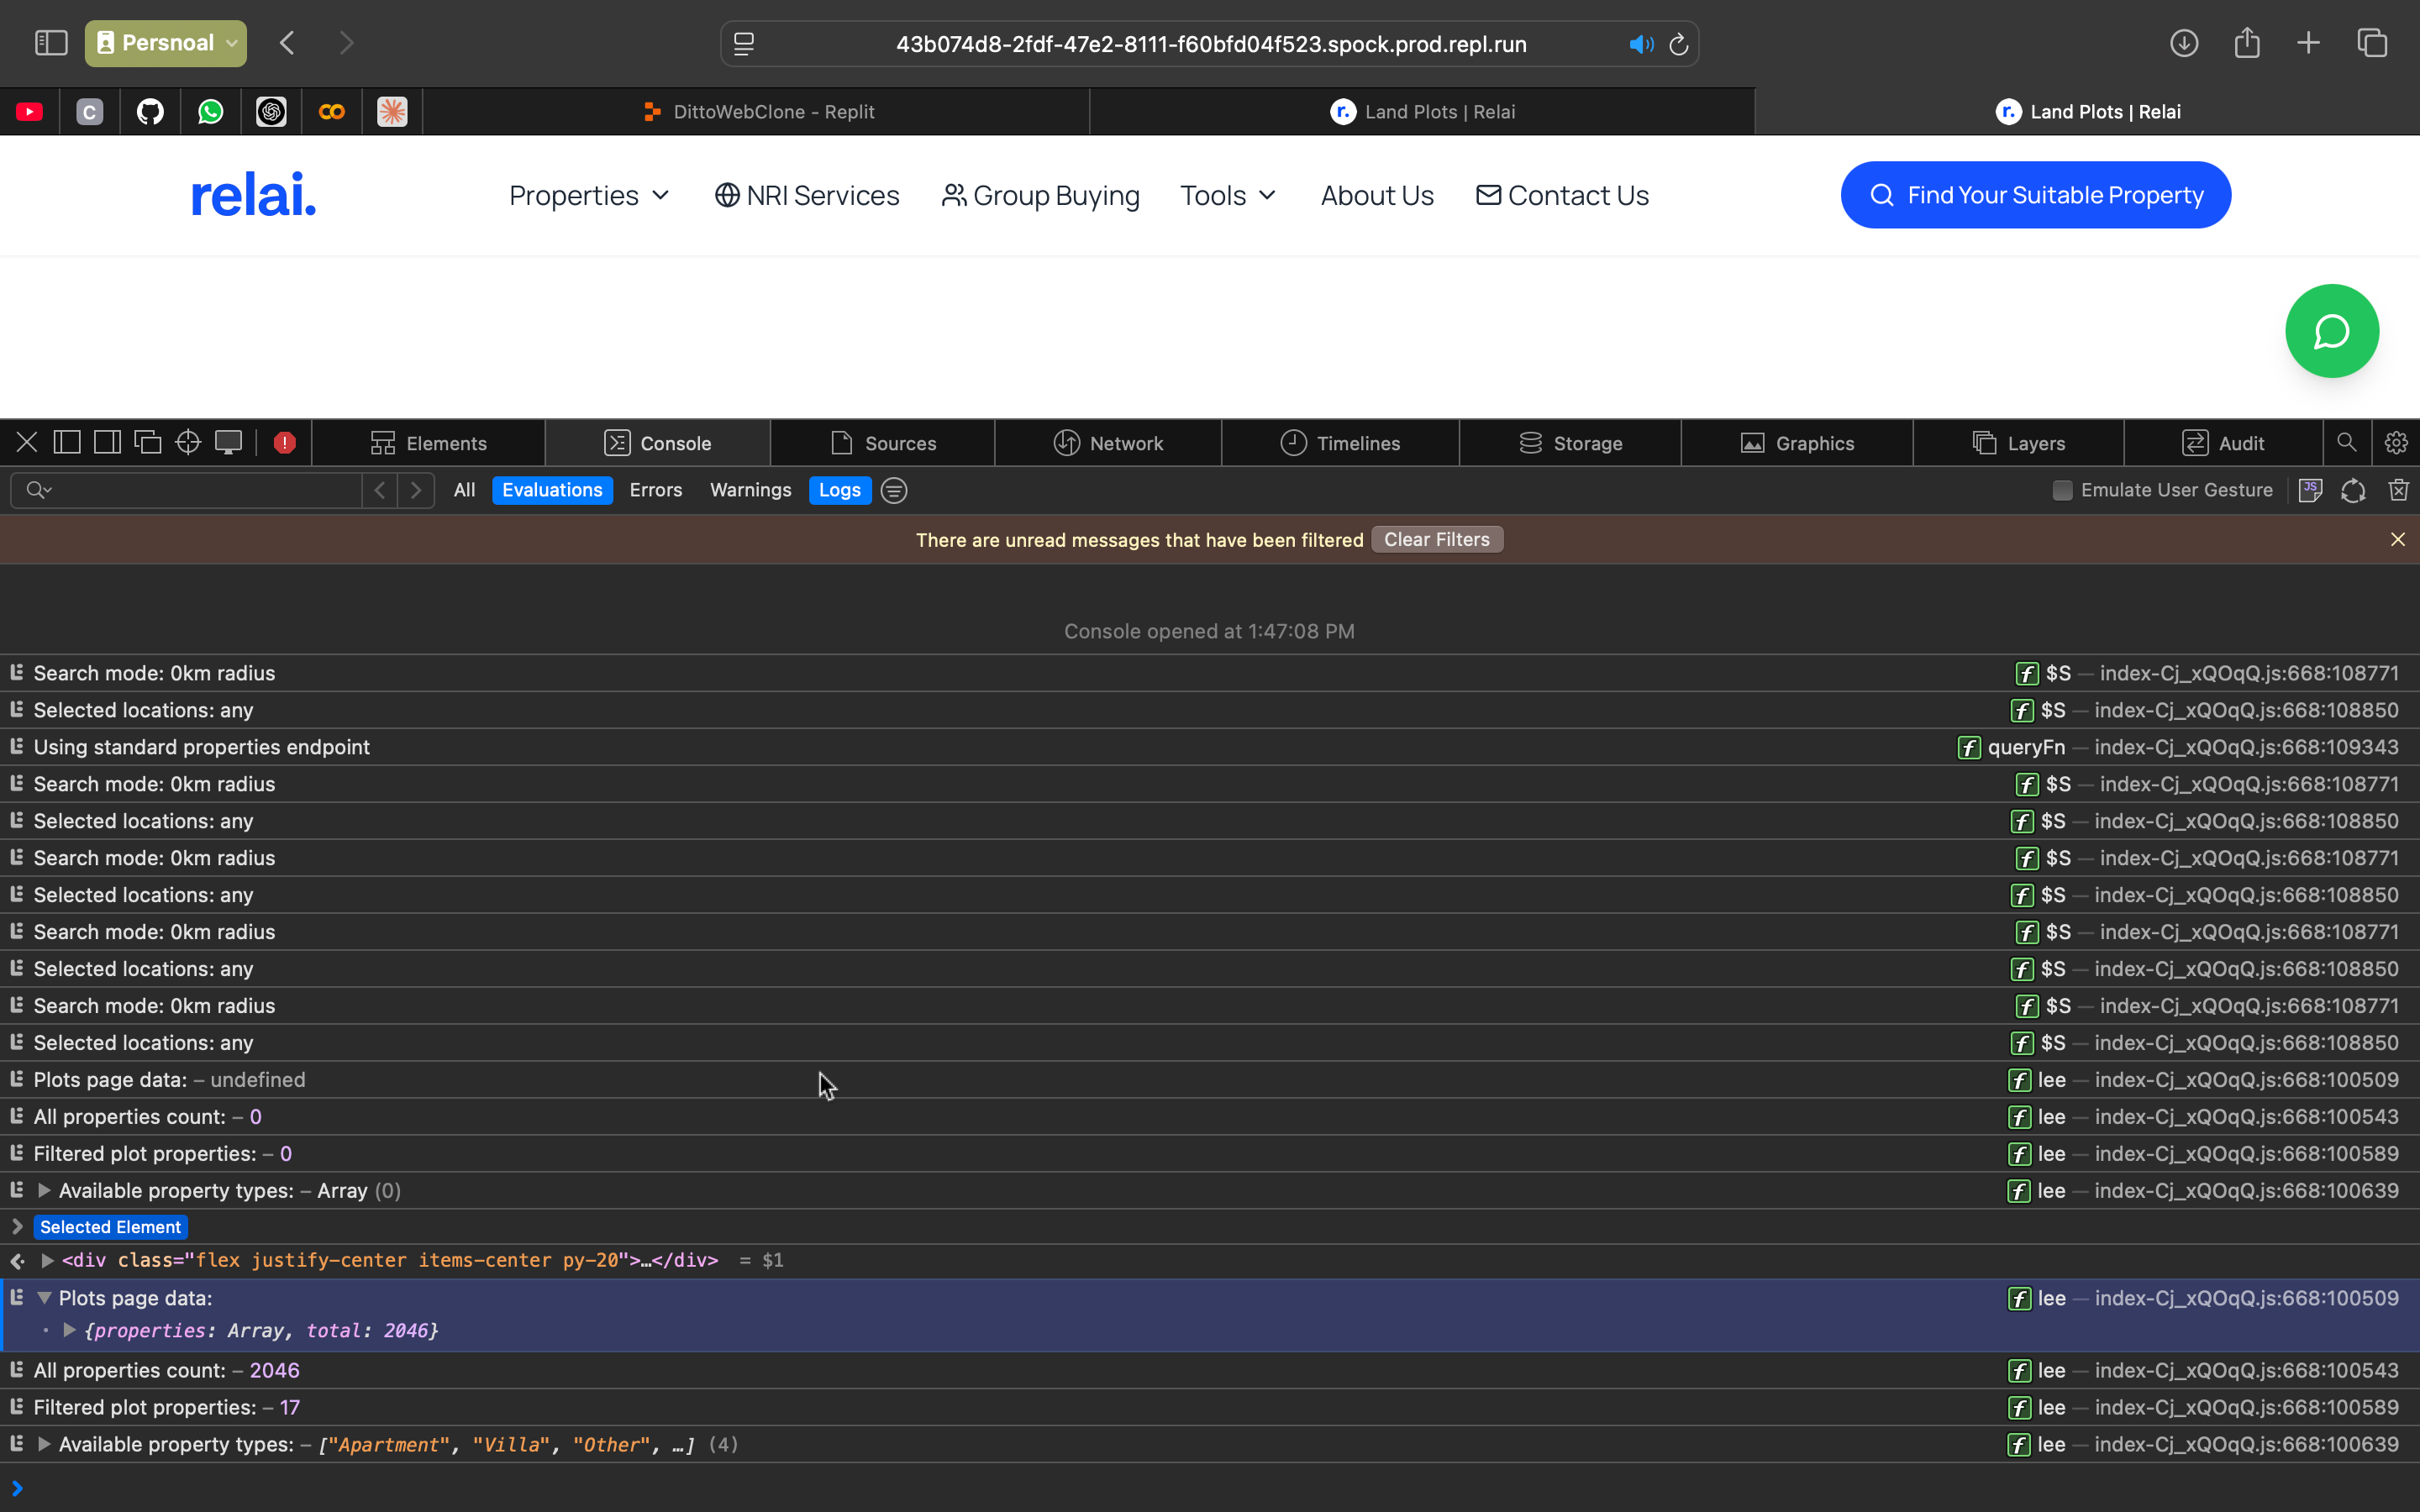 Persnoal
43b074d8-2fdf-47e2-8111-f60bfd04f523.spock.prod.repl.run
C
DittoWebClone - Replit
r. Land Plots | Relai
r. Land Plots | Relai
relai.
Properties
NRI Services
Group Buying
Tools
About Us
Contact Us
Find Your Suitable Property
Elements
Console
Sources
Network
Timelines
Storage
Graphics
Layers
Audit
All
Evaluations
Errors
Warnings
Logs
Emulate User Gesture
JS
There are unread messages that have been filtered Clear Filters
Console opened at 1:47:08 PM
Search mode: 0km radius f $S — index-Cj_xQOqQ.js:668:108771
Selected locations: any f $S — index-Cj_xQOqQ.js:668:108850
Using standard properties endpoint f queryFn — index-Cj_xQOqQ.js:668:109343
Search mode: 0km radius f $S — index-Cj_xQOqQ.js:668:108771
Selected locations: any f $S — index-Cj_xQOqQ.js:668:108850
Search mode: 0km radius f $S — index-Cj_xQOqQ.js:668:108771
Selected locations: any f $S — index-Cj_xQOqQ.js:668:108850
Search mode: 0km radius f $S — index-Cj_xQOqQ.js:668:108771
Selected locations: any f $S — index-Cj_xQOqQ.js:668:108850
Search mode: 0km radius f $S — index-Cj_xQOqQ.js:668:108771
Selected locations: any f $S — index-Cj_xQOqQ.js:668:108850
Plots page data: – undefined f lee — index-Cj_xQOqQ.js:668:100509
All properties count: – 0 f lee — index-Cj_xQOqQ.js:668:100543
Filtered plot properties: – 0 f lee — index-Cj_xQOqQ.js:668:100589
Available property types: – Array (0) f lee — index-Cj_xQOqQ.js:668:100639
Selected Element
<div class="flex justify-center items-center py-20">…</div> = $1
Plots page data: f lee — index-Cj_xQOqQ.js:668:100509
{properties: Array, total: 2046}
All properties count: – 2046 f lee — index-Cj_xQOqQ.js:668:100543
Filtered plot properties: – 17 f lee — index-Cj_xQOqQ.js:668:100589
Available property types: – ["Apartment", "Villa", "Other", …] (4) f lee — index-Cj_xQOqQ.js:668:100639